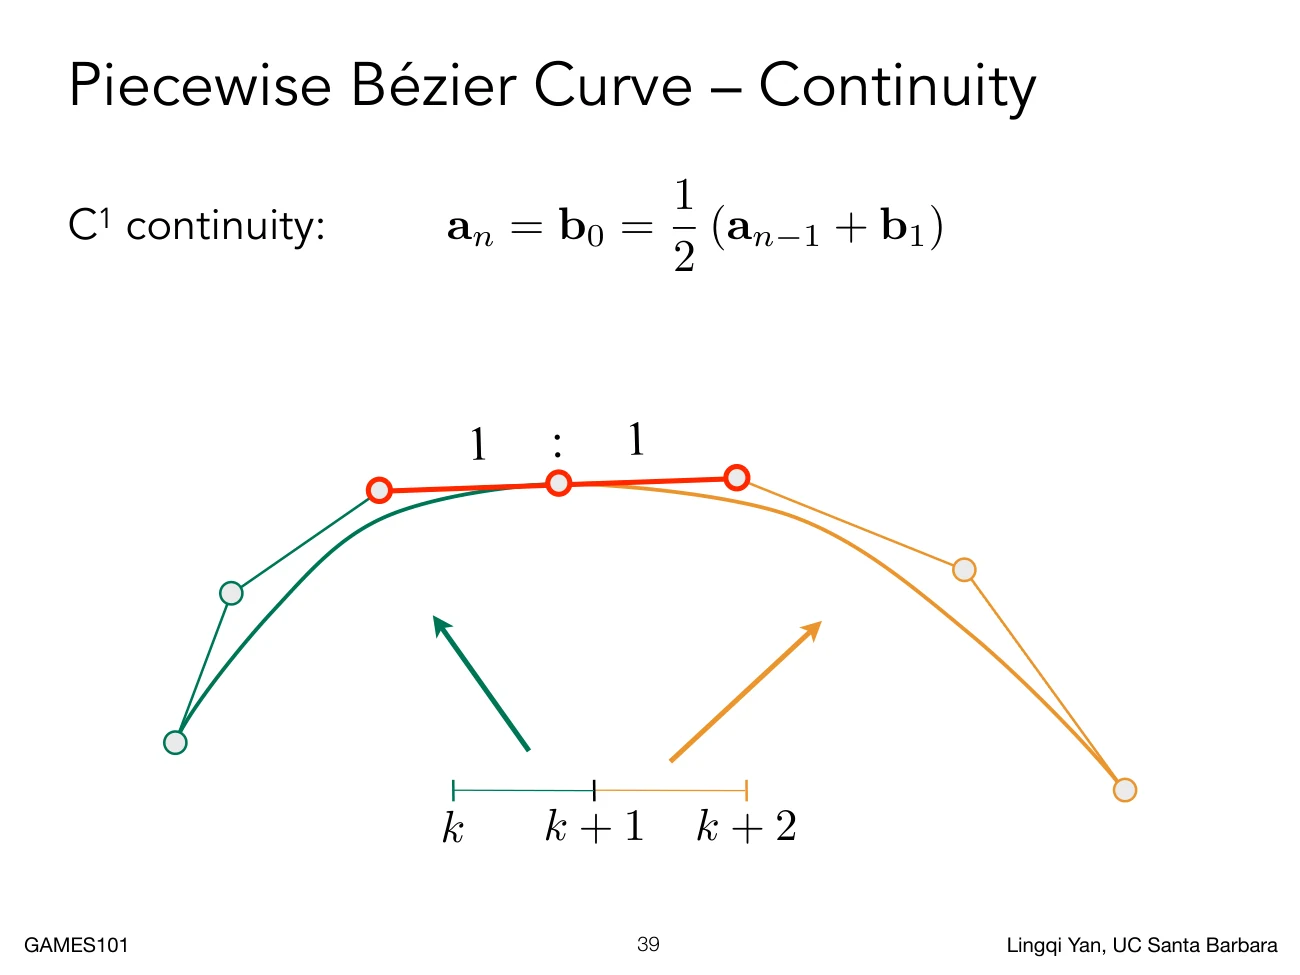 Piecewise Bézier Curve – Continuity
C¹ continuity: aₙ = b₀ = 1/2 (aₙ₋₁ + b₁)
1 : 1
k k + 1 k + 2
GAMES101 39 Lingqi Yan, UC Santa Barbara